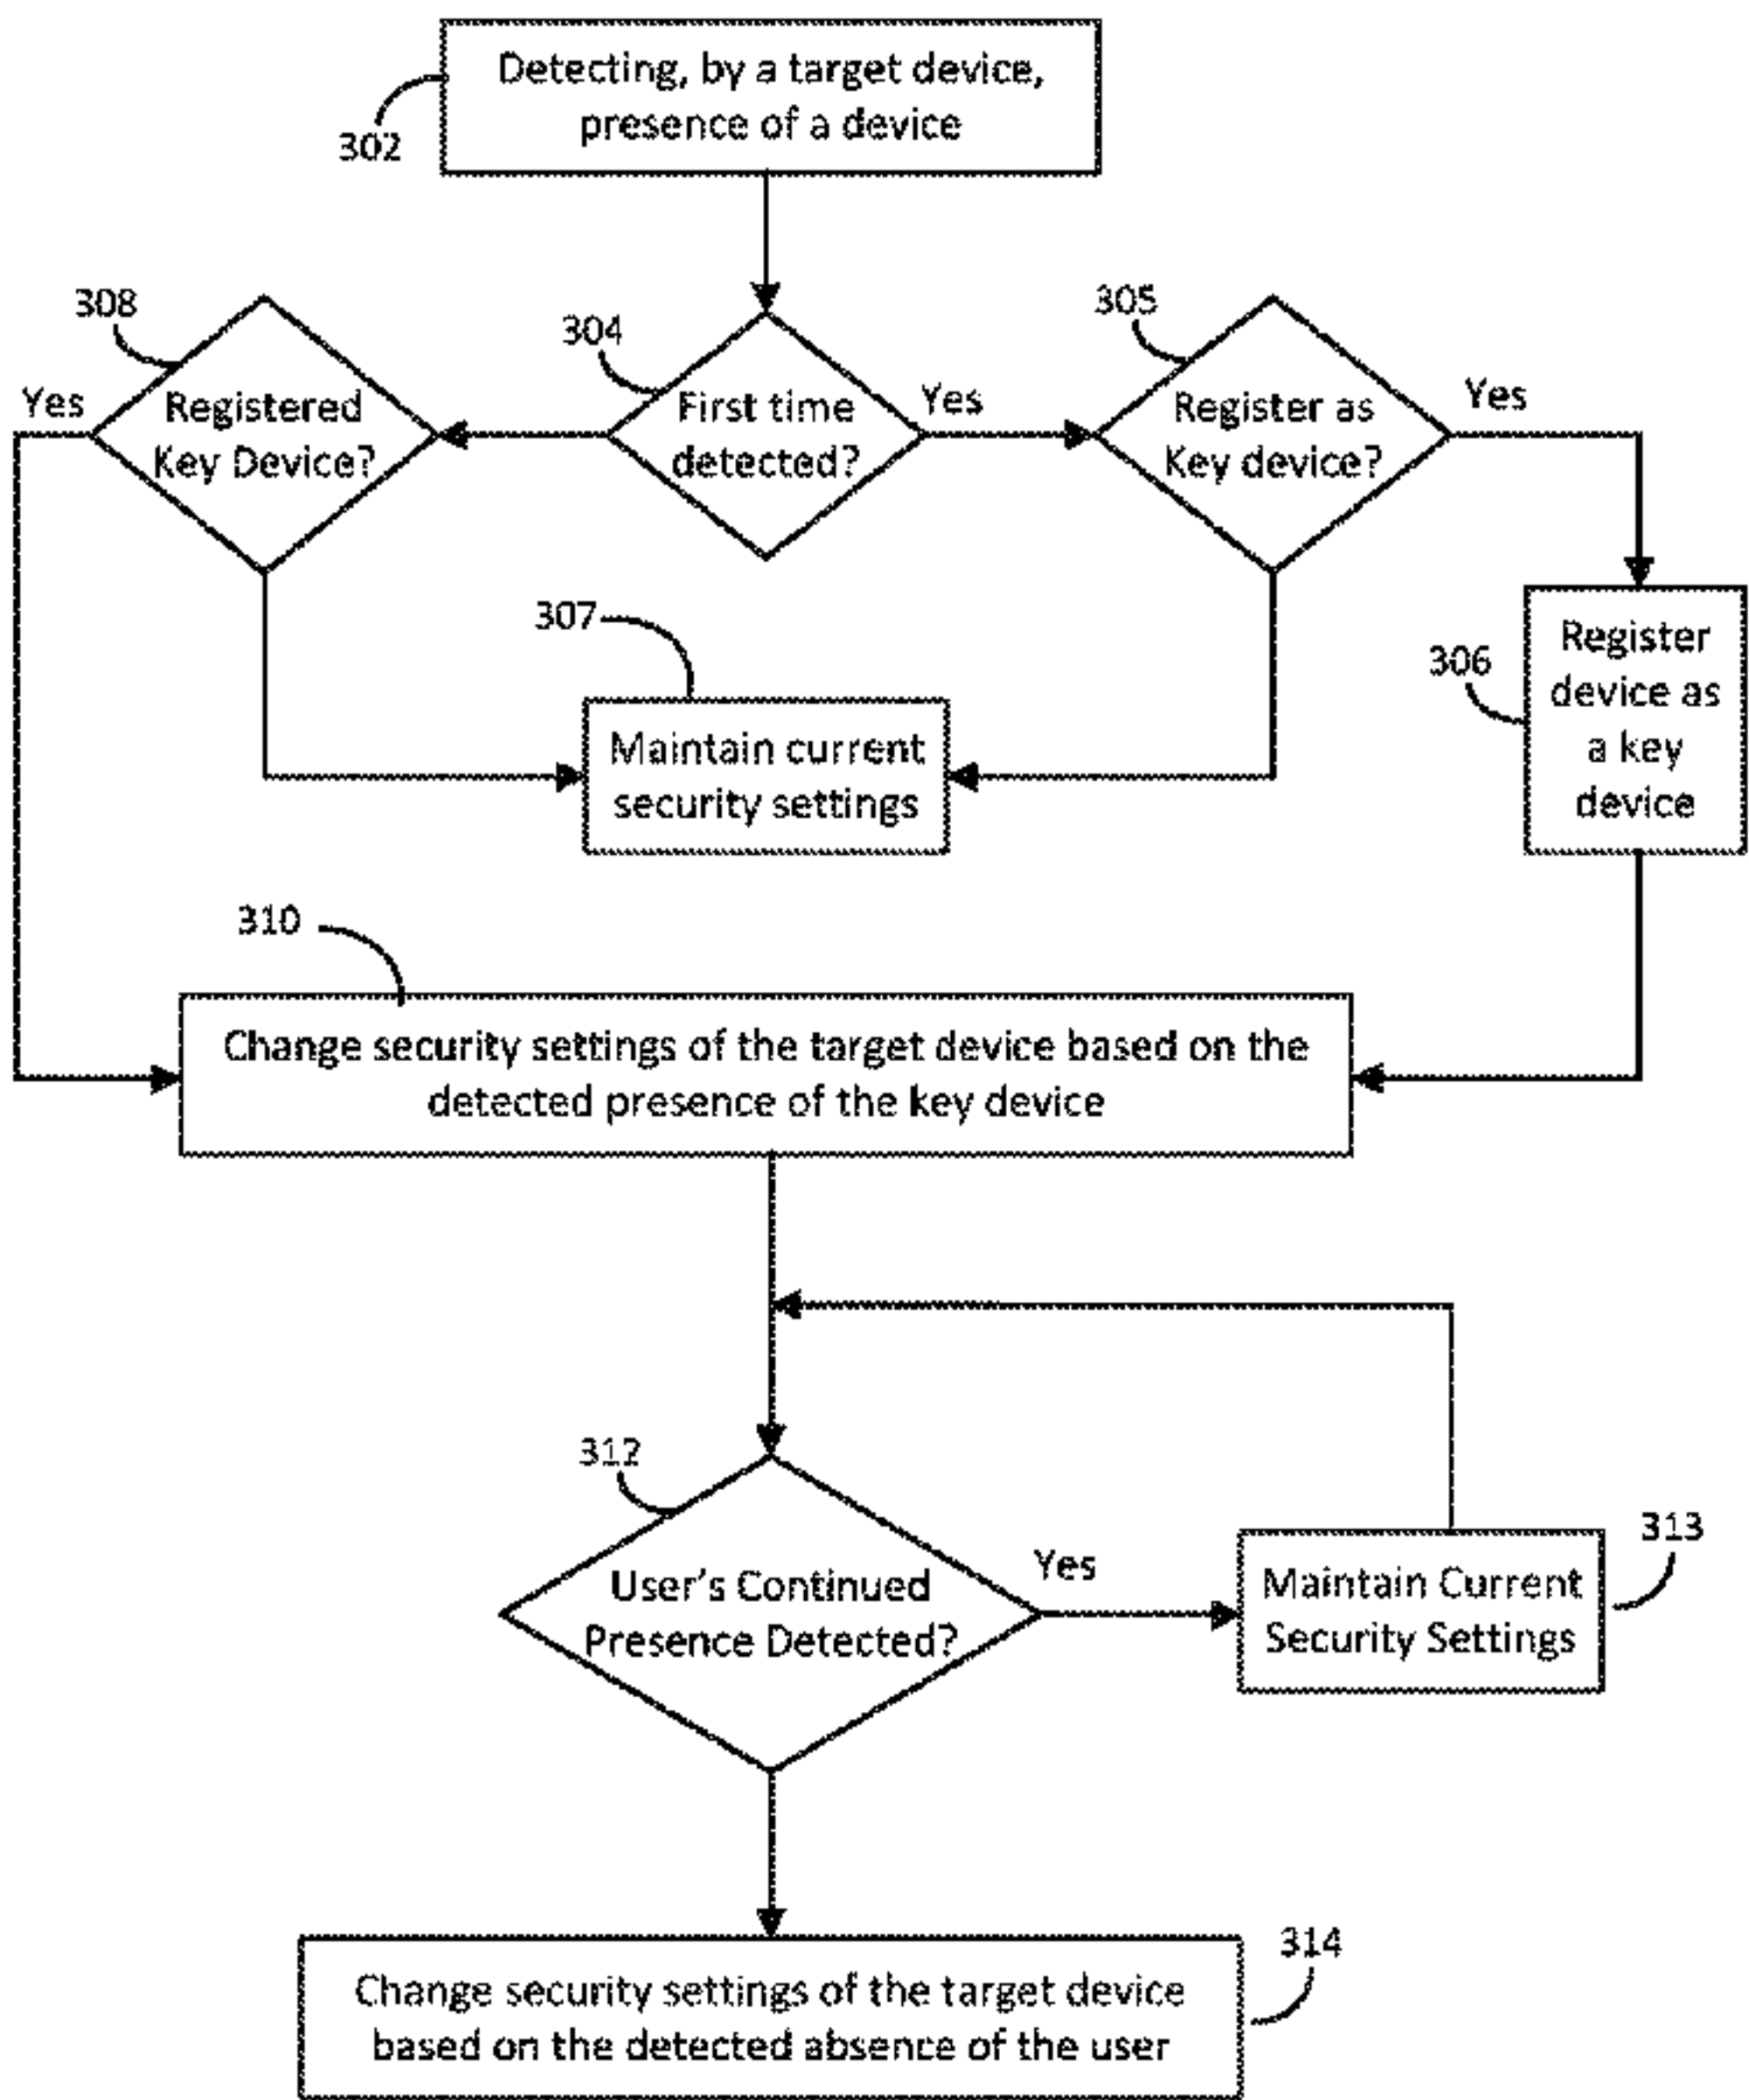 Detecting, by a target device,
presence of a device
302
308
304
305
Yes
Registered
Key Device?
First time
detected?
Yes
Register as
Key device?
Yes
307
Maintain current
security settings
306
Register
device as
a key
device
310
Change security settings of the target device based on the
detected presence of the key device
312
User's Continued
Presence Detected?
Yes
313
Maintain Current
Security Settings
314
Change security settings of the target device
based on the detected absence of the user